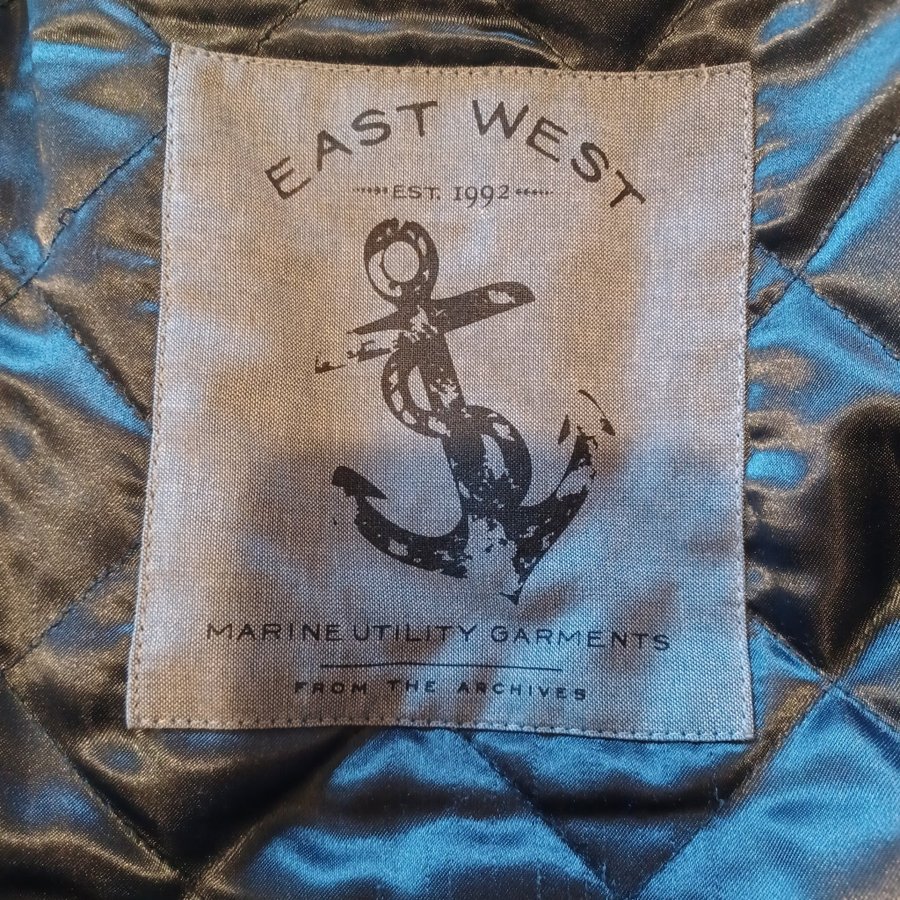 EAST WEST
EST. 1992
MARINE UTILITY GARMENTS
FROM THE ARCHIVES